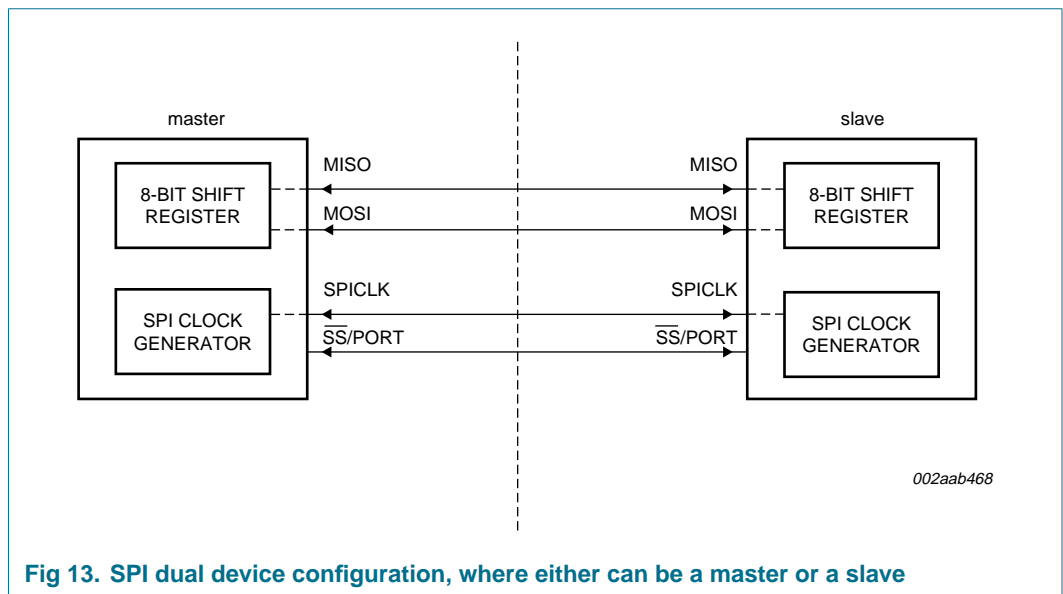 master
slave
8-BIT SHIFT
REGISTER
MISO
MISO
MOSI
MOSI
8-BIT SHIFT
REGISTER
SPI CLOCK
GENERATOR
SPICLK
SPICLK
S̅S̅/PORT
S̅S̅/PORT
SPI CLOCK
GENERATOR
002aab468
Fig 13. SPI dual device configuration, where either can be a master or a slave